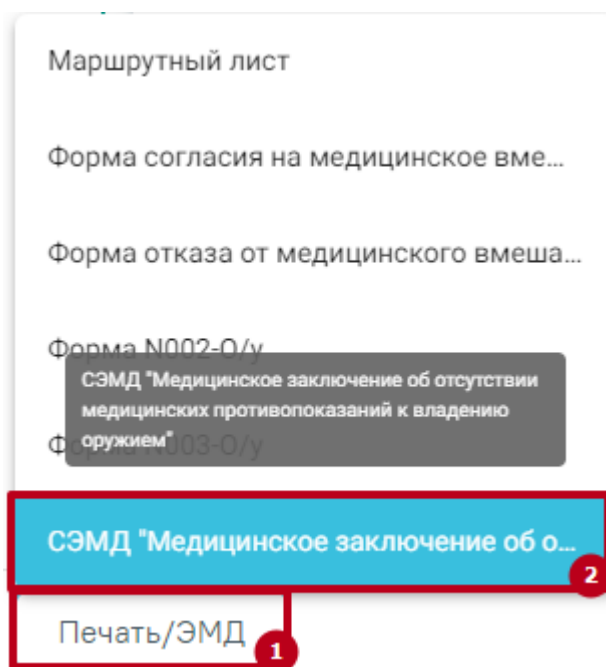 Маршрутный лист
Форма согласия на медицинское вме...
Форма отказа от медицинского вмеша...
Форма N002-О/у
СЭМД "Медицинское заключение об отсутствии
медицинских противопоказаний к владению
оружием"
Форма N003-О/у
СЭМД "Медицинское заключение об о...
2
Печать/ЭМД
1